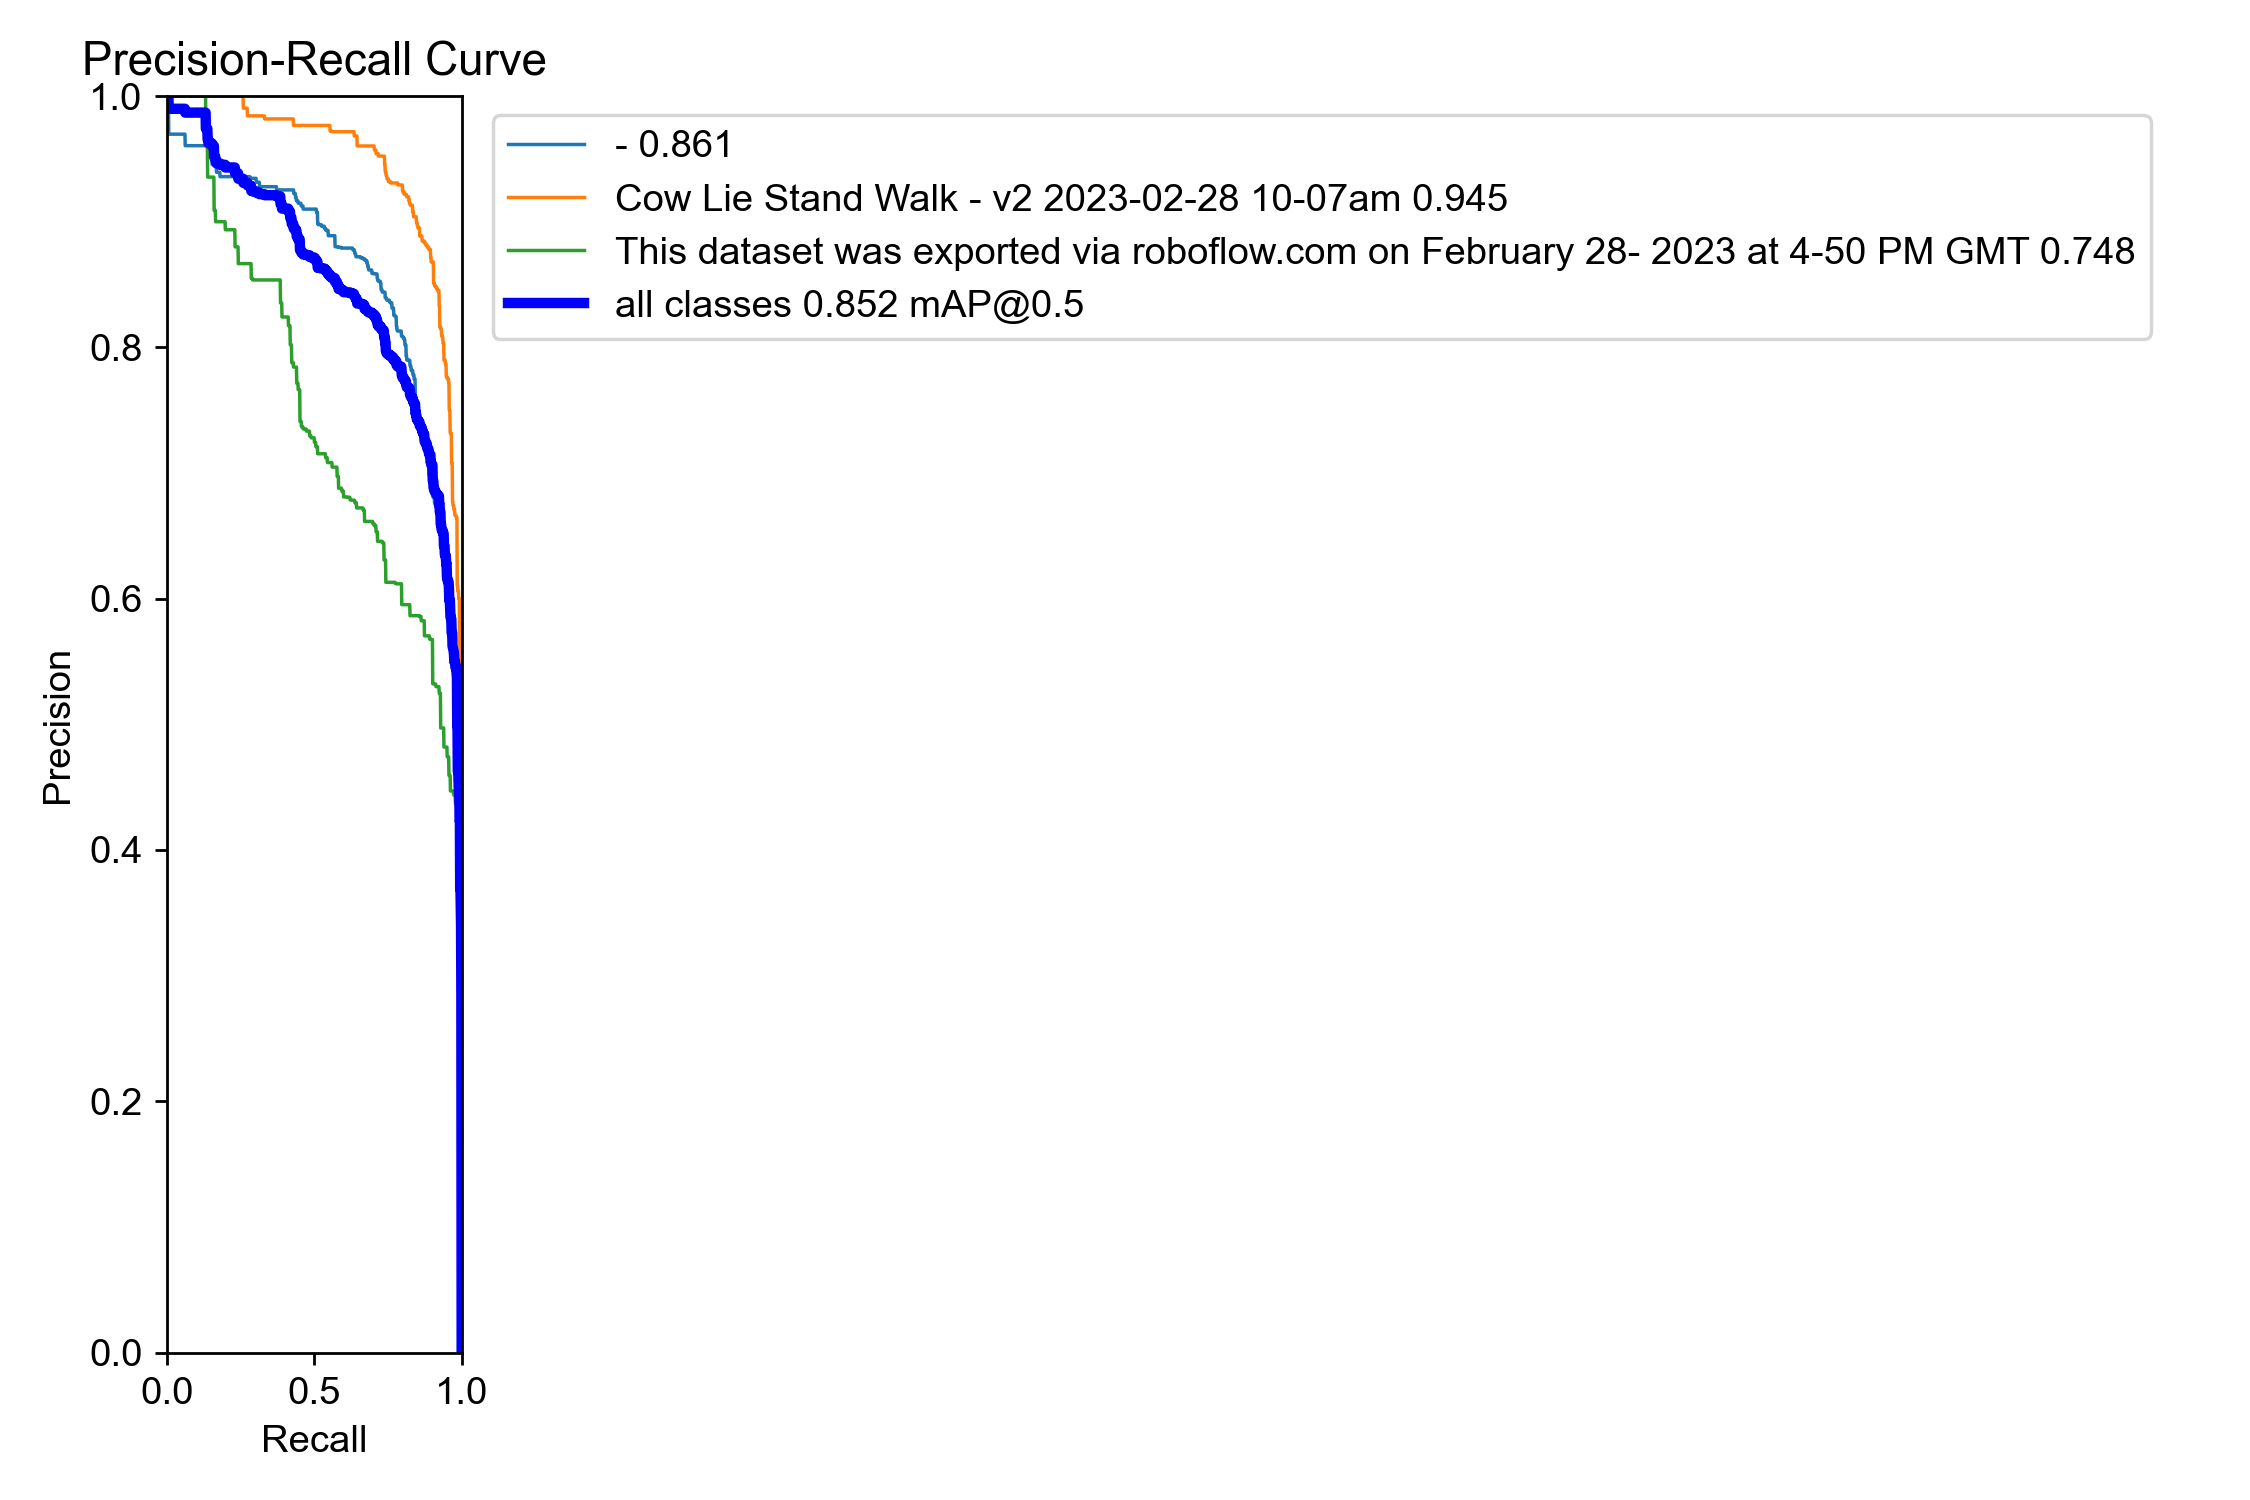 Precision-Recall Curve
1.0
0.8
0.6
0.4
0.2
0.0
Precision
0.0 0.5 1.0
Recall
- 0.861
Cow Lie Stand Walk - v2 2023-02-28 10-07am 0.945
This dataset was exported via roboflow.com on February 28- 2023 at 4-50 PM GMT 0.748
all classes 0.852 mAP@0.5